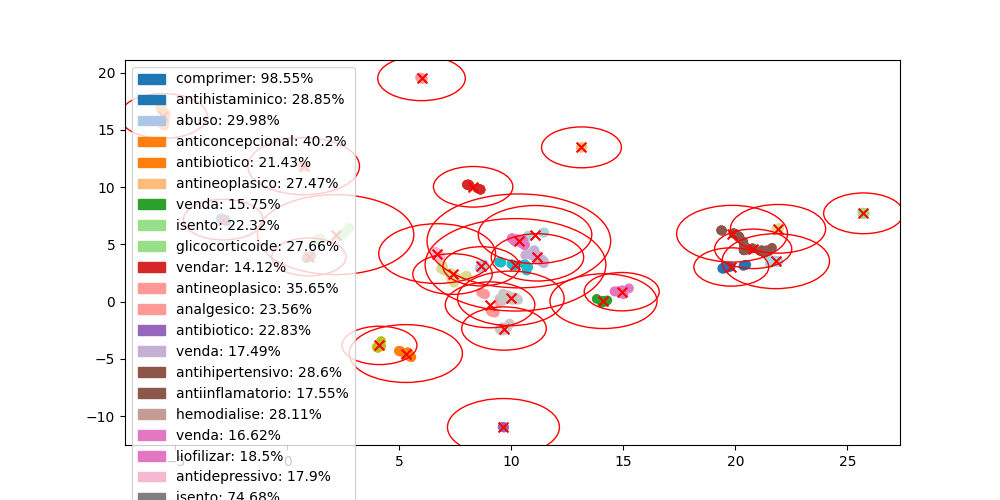 20
15
10
5
0
−5
−10
comprimer: 98.55%
antihistaminico: 28.85%
abuso: 29.98%
anticoncepcional: 40.2%
antibiotico: 21.43%
antineoplasico: 27.47%
venda: 15.75%
isento: 22.32%
glicocorticoide: 27.66%
vendar: 14.12%
antineoplasico: 35.65%
analgesico: 23.56%
antibiotico: 22.83%
venda: 17.49%
antihipertensivo: 28.6%
antiinflamatorio: 17.55%
hemodialise: 28.11%
venda: 16.62%
liofilizar: 18.5%
antidepressivo: 17.9%
isento: 74.68%
−5 0 5 10 15 20 25